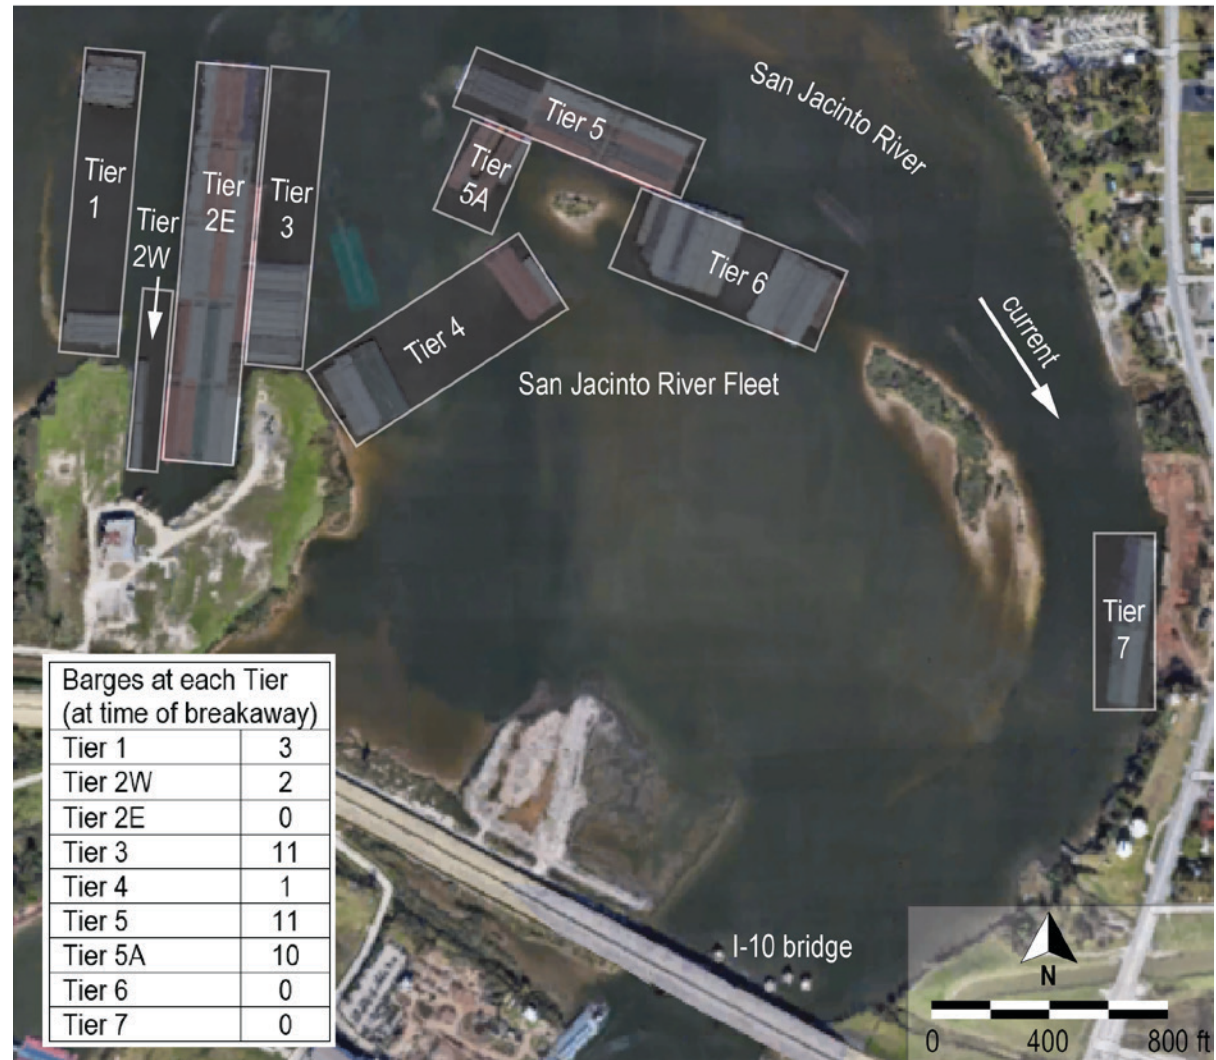 San Jacinto River
Tier 5
Tier
1
Tier
2W
Tier
2E
Tier
3
Tier
5A
Tier 6
Tier 4
San Jacinto River Fleet
current
Tier
7
Barges at each Tier
(at time of breakaway)
Tier 1 3
Tier 2W 2
Tier 2E 0
Tier 3 11
Tier 4 1
Tier 5 11
Tier 5A 10
Tier 6 0
Tier 7 0
I-10 bridge
N
0 400 800 ft